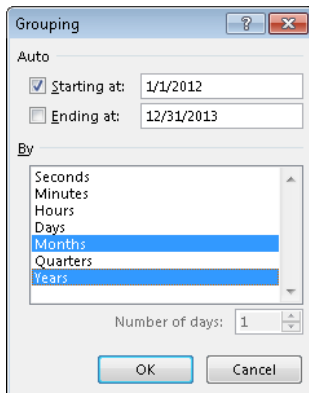 Grouping
Auto
Starting at: 1/1/2012
Ending at: 12/31/2013
By
Seconds
Minutes
Hours
Days
Months
Quarters
Years
Number of days: 1
OK Cancel